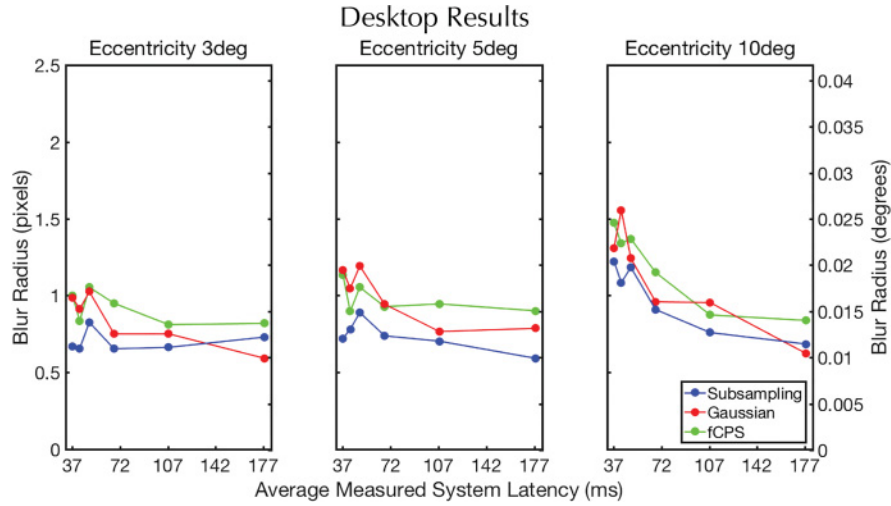 Desktop Results
Eccentricity 3deg
Eccentricity 5deg
Eccentricity 10deg
Blur Radius (pixels)
2.5
2
1.5
1
0.5
0
0.04
0.035
0.03
0.025
0.02
0.015
0.01
0.005
0
Blur Radius (degrees)
Subsampling
Gaussian
fCPS
37 72 107 142 177
37 72 107 142 177
37 72 107 142 177
Average Measured System Latency (ms)